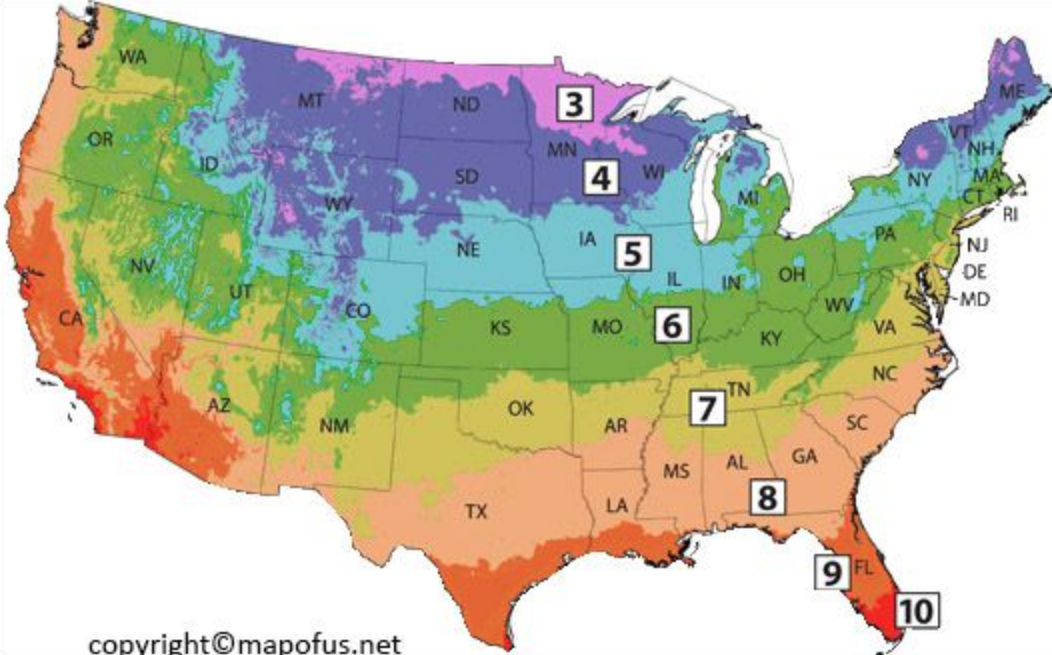 WA
MT
ND
3
ME
OR
ID
MN
VT
NH
SD
4
WI
MI
NY
MA
CT
RI
WY
NE
IA
5
PA
NJ
NV
UT
CO
IL
IN
OH
DE
MD
WV
CA
KS
MO
6
KY
VA
NC
AZ
NM
OK
AR
7
TN
SC
TX
LA
MS
AL
GA
8
9
FL
10
copyright©mapofus.net